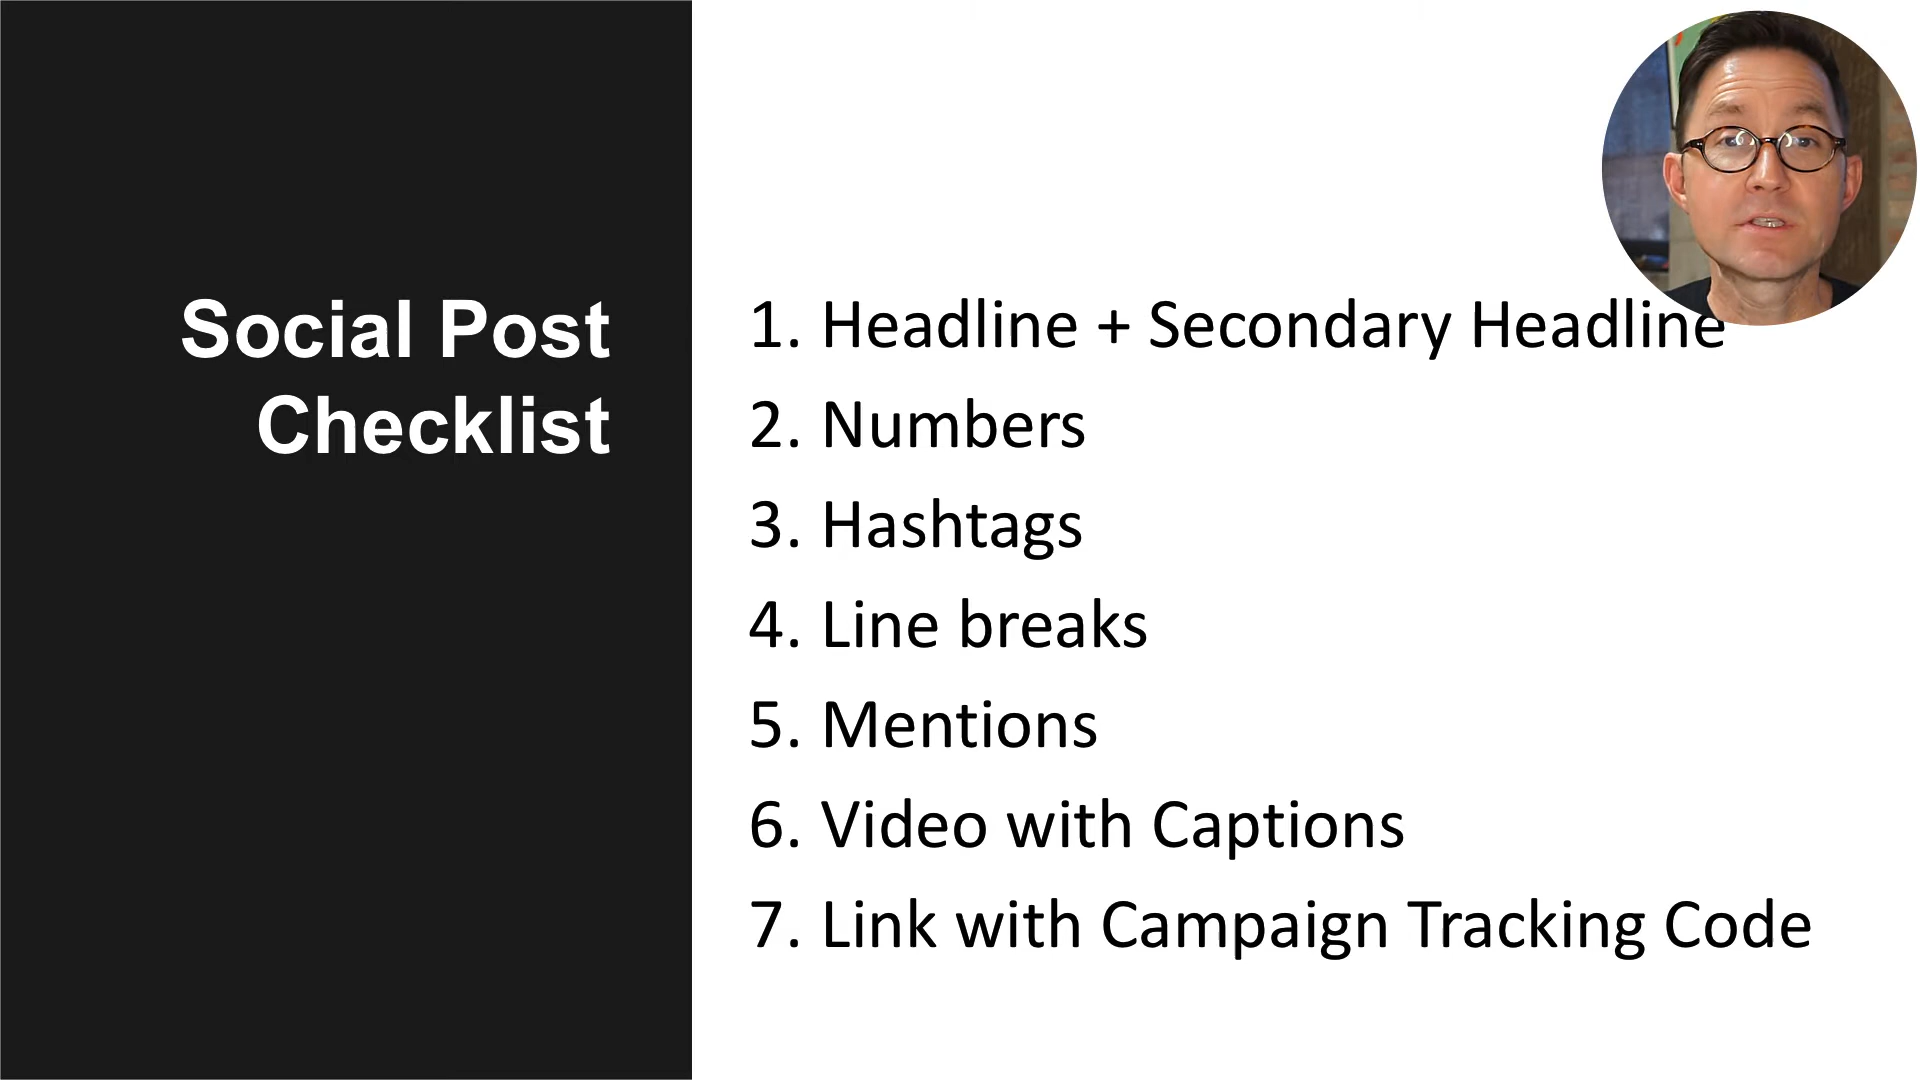 Social Post
Checklist
1. Headline + Secondary Headline
2. Numbers
3. Hashtags
4. Line breaks
5. Mentions
6. Video with Captions
7. Link with Campaign Tracking Code